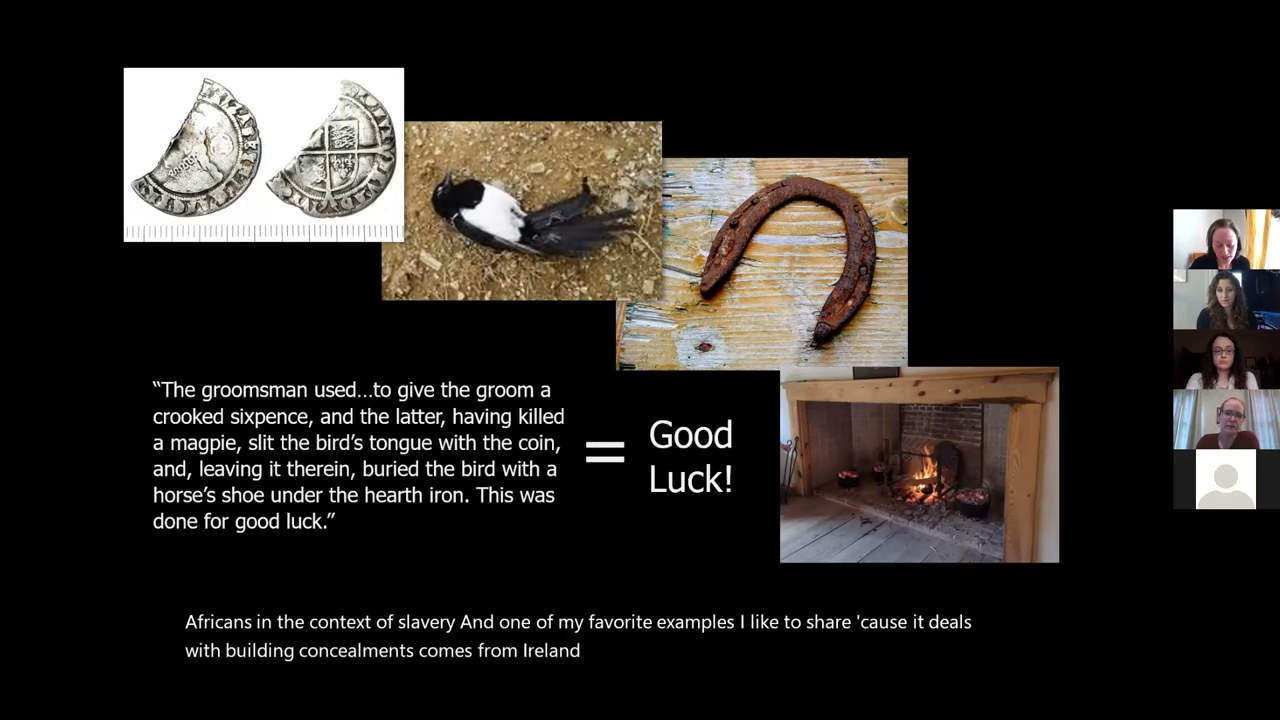 “The groomsman used...to give the groom a
crooked sixpence, and the latter, having killed
a magpie, slit the bird’s tongue with the coin,
and, leaving it therein, buried the bird with a
horse’s shoe under the hearth iron. This was
done for good luck.”
=
Good
Luck!
Africans in the context of slavery And one of my favorite examples I like to share 'cause it deals
with building concealments comes from Ireland